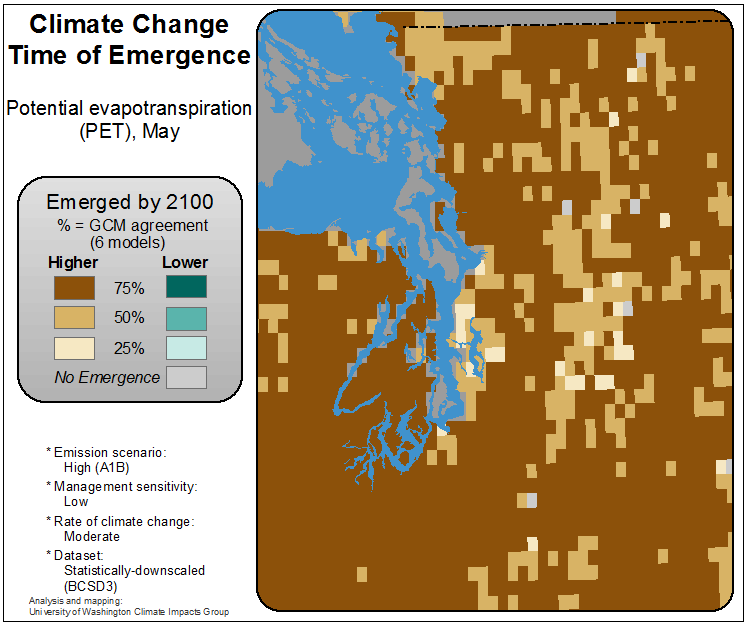 Climate Change
Time of Emergence
Potential evapotranspiration
(PET), May
Emerged by 2100
% = GCM agreement
(6 models)
Higher Lower
75%
50%
25%
No Emergence
* Emission scenario:
High (A1B)
* Management sensitivity:
Low
* Rate of climate change:
Moderate
* Dataset:
Statistically-downscaled
(BCSD3)
Analysis and mapping:
University of Washington Climate Impacts Group